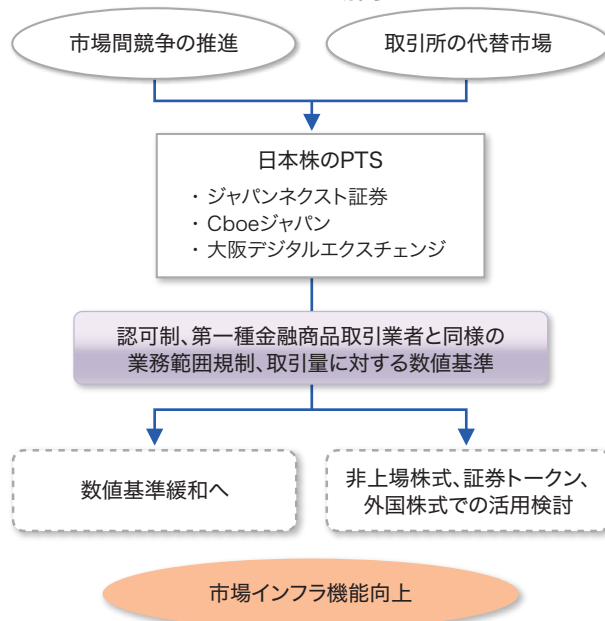 市場間競争の推進
取引所の代替市場
日本株のPTS
・ ジャパンネクスト証券
・ Cboeジャパン
・ 大阪デジタルエクスチェンジ
認可制、第一種金融商品取引業者と同様の
業務範囲規制、取引量に対する数値基準
数値基準緩和へ
非上場株式、証券トークン、
外国株式での活用検討
市場インフラ機能向上